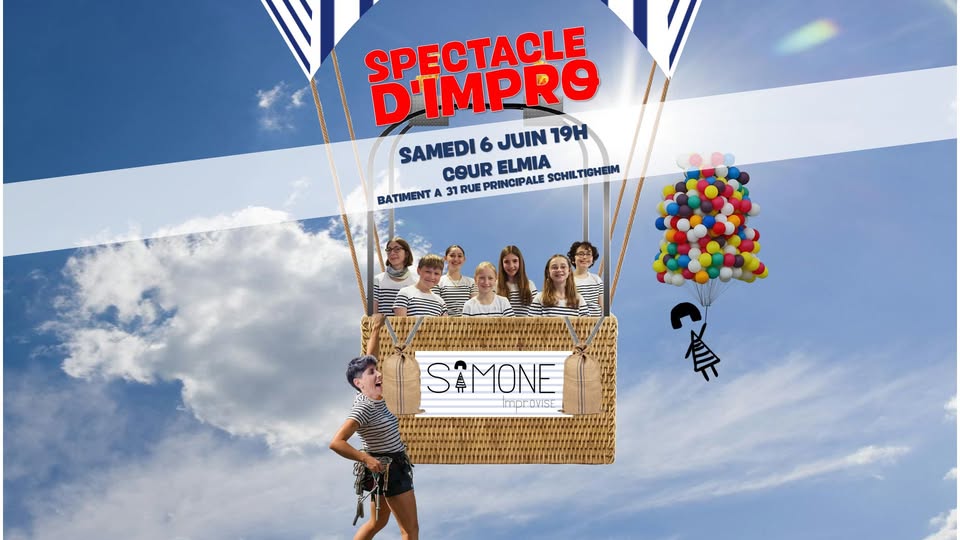 SPECTACLE
D'IMPRO
SAMEDI 6 JUIN 19H
COUR ELMIA
BATIMENT A 31 RUE PRINCIPALE SCHILTIGHEIM
SIMONE
Improvise